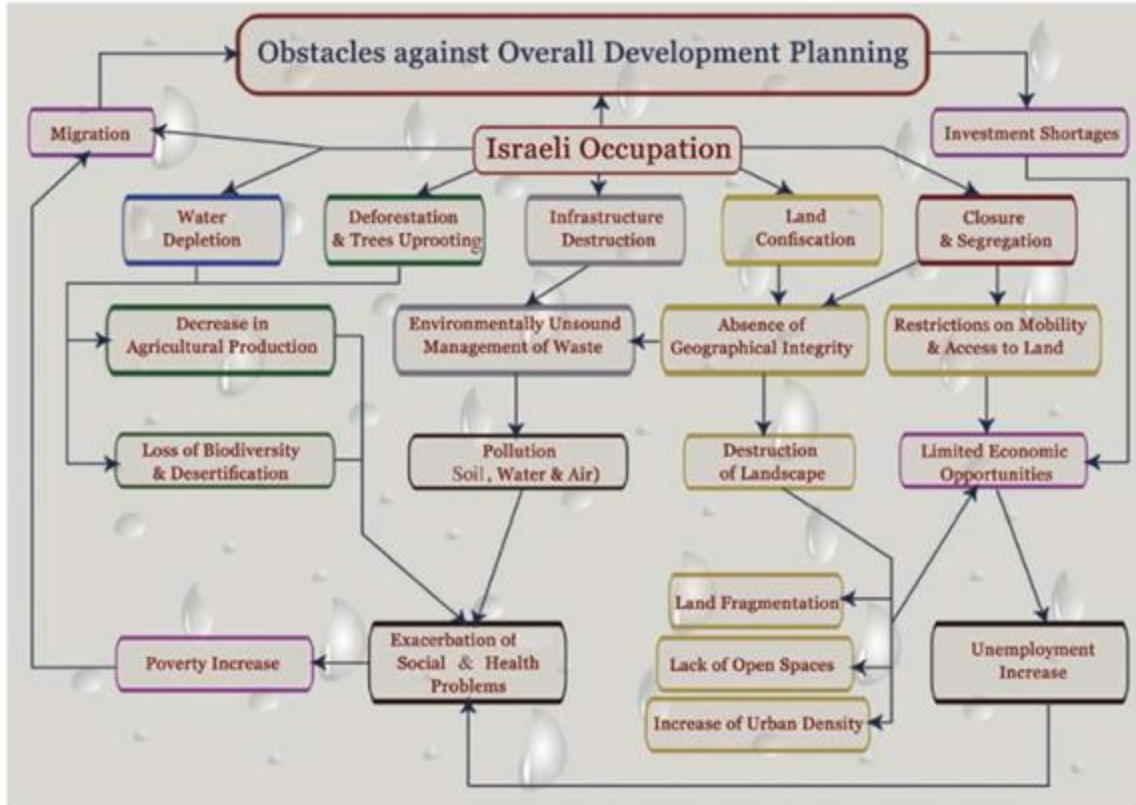 Obstacles against Overall Development Planning
Migration
Israeli Occupation
Investment Shortages
Water
Depletion
Deforestation
& Trees Uprooting
Infrastructure
Destruction
Land
Confiscation
Closure
& Segregation
Decrease in
Agricultural Production
Environmentally Unsound
Management of Waste
Absence of
Geographical Integrity
Restrictions on Mobility
& Access to Land
Loss of Biodiversity
& Desertification
Pollution
Soil, Water & Air)
Destruction
of Landscape
Limited Economic
Opportunities
Land Fragmentation
Lack of Open Spaces
Increase of Urban Density
Poverty Increase
Exacerbation of
Social & Health
Problems
Unemployment
Increase